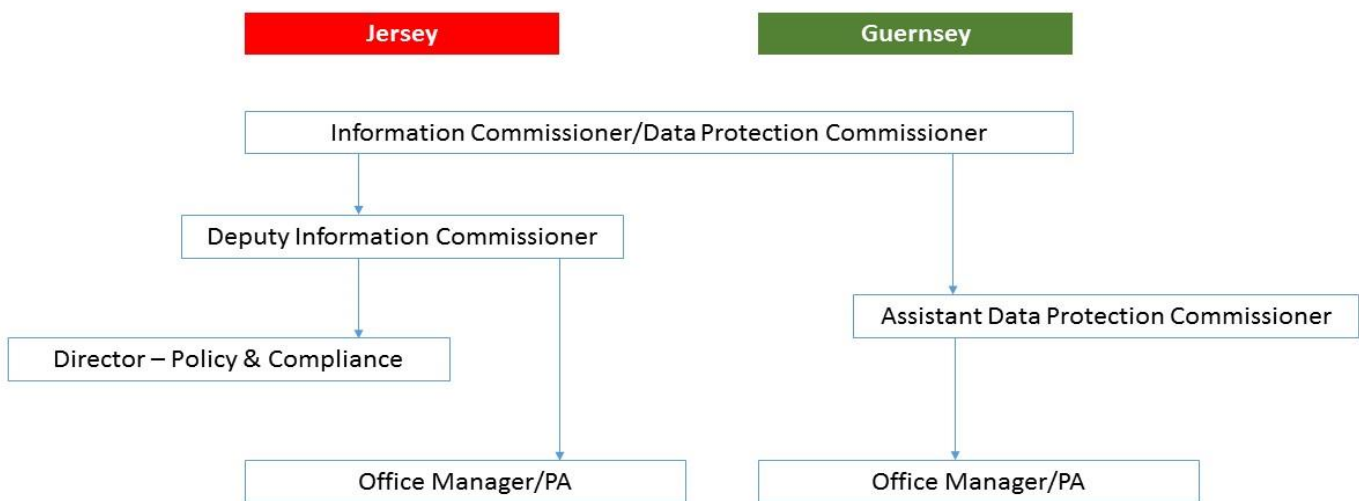 Jersey
Guernsey
Information Commissioner/Data Protection Commissioner
Deputy Information Commissioner
Assistant Data Protection Commissioner
Director – Policy & Compliance
Office Manager/PA
Office Manager/PA